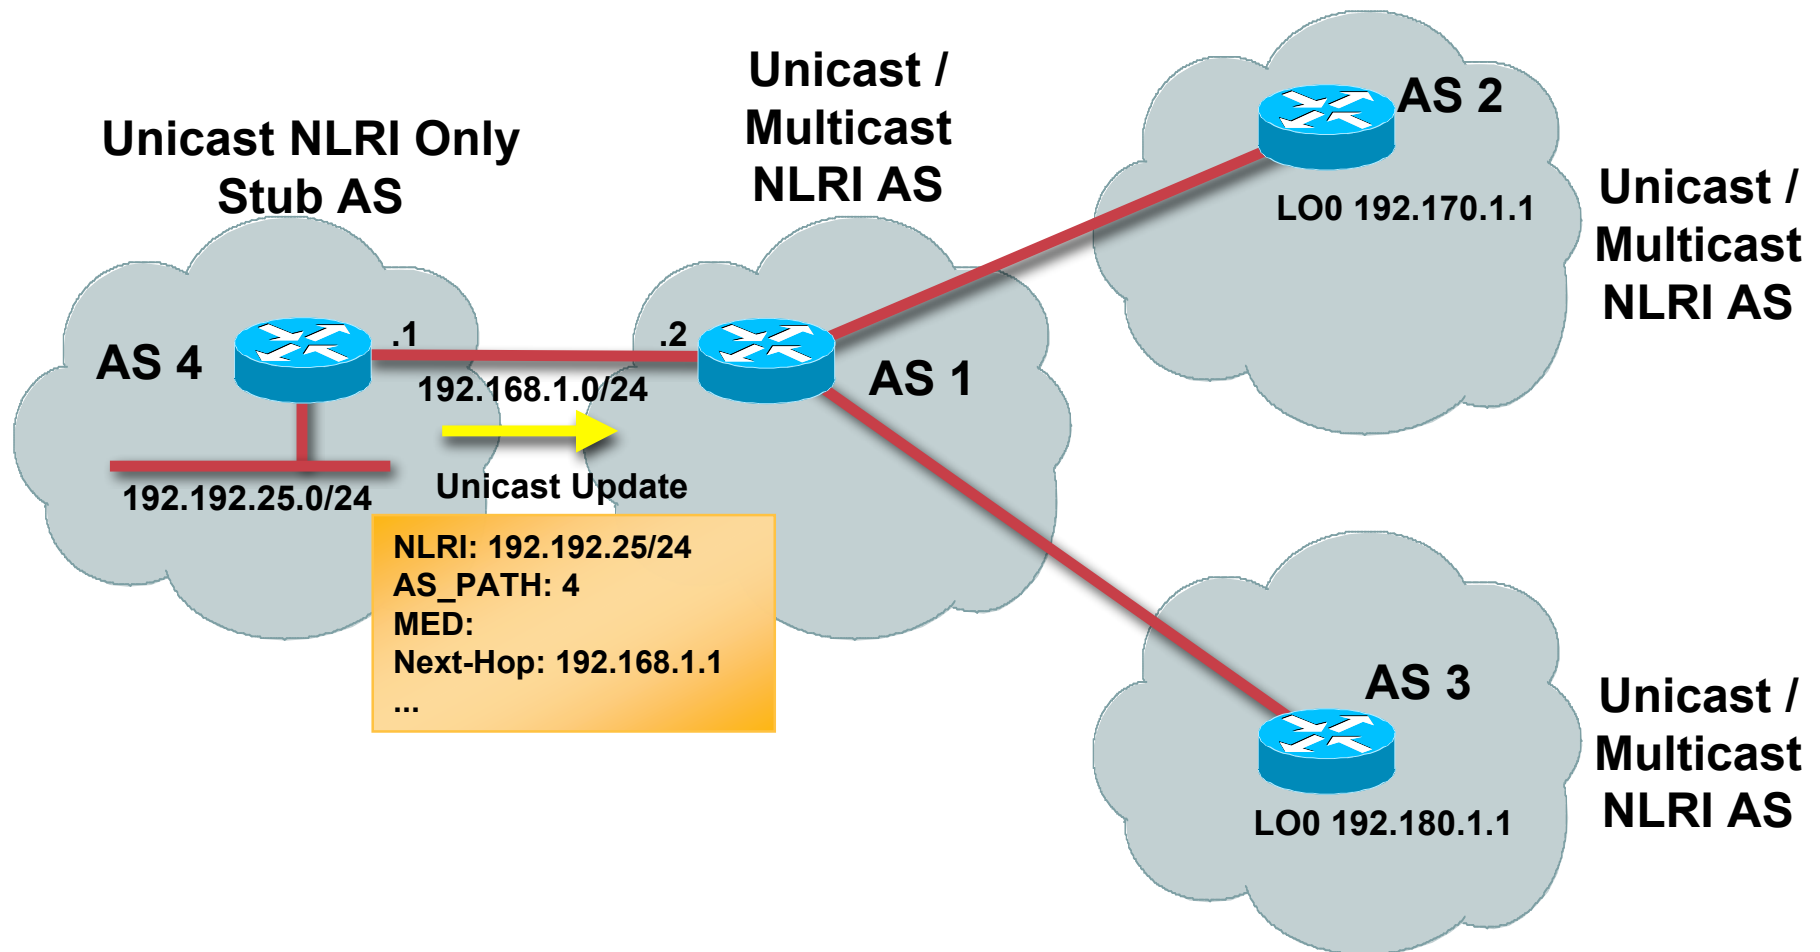 Unicast NLRI Only
Stub AS
Unicast /
Multicast
NLRI AS
AS 2
LO0 192.170.1.1
Unicast /
Multicast
NLRI AS
AS 4
.1
.2
192.168.1.0/24
AS 1
192.192.25.0/24
Unicast Update
NLRI: 192.192.25/24
AS_PATH: 4
MED:
Next-Hop: 192.168.1.1
...
AS 3
LO0 192.180.1.1
Unicast /
Multicast
NLRI AS